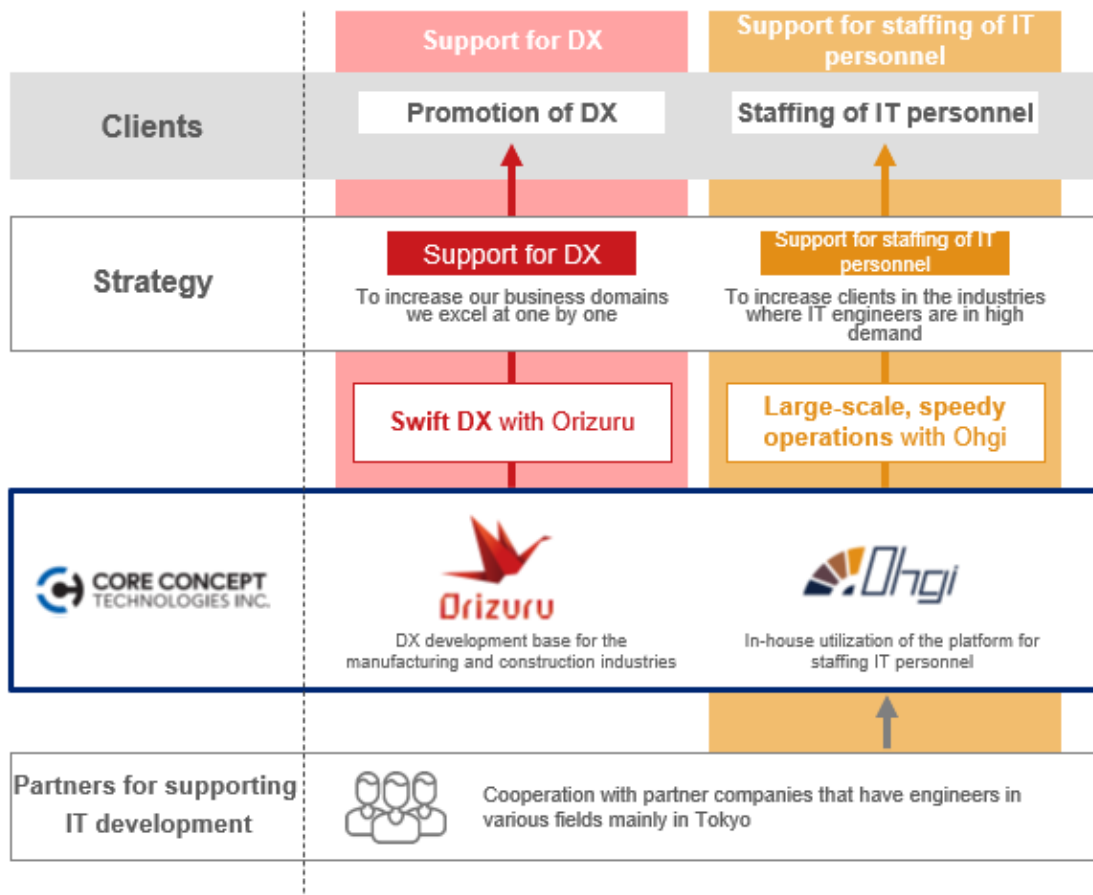 Support for DX
Support for staffing of IT
personnel
Clients
Promotion of DX
Staffing of IT personnel
Strategy
Support for DX
To increase our business domains
we excel at one by one
Support for staffing of IT
personnel
To increase clients in the industries
where IT engineers are in high
demand
Swift DX with Orizuru
Large-scale, speedy
operations with Ohgi
CORE CONCEPT
TECHNOLOGIES INC.
Orizuru
DX development base for the
manufacturing and construction industries
Ohgi
In-house utilization of the platform for
staffing IT personnel
Partners for supporting
IT development
Cooperation with partner companies that have engineers in
various fields mainly in Tokyo